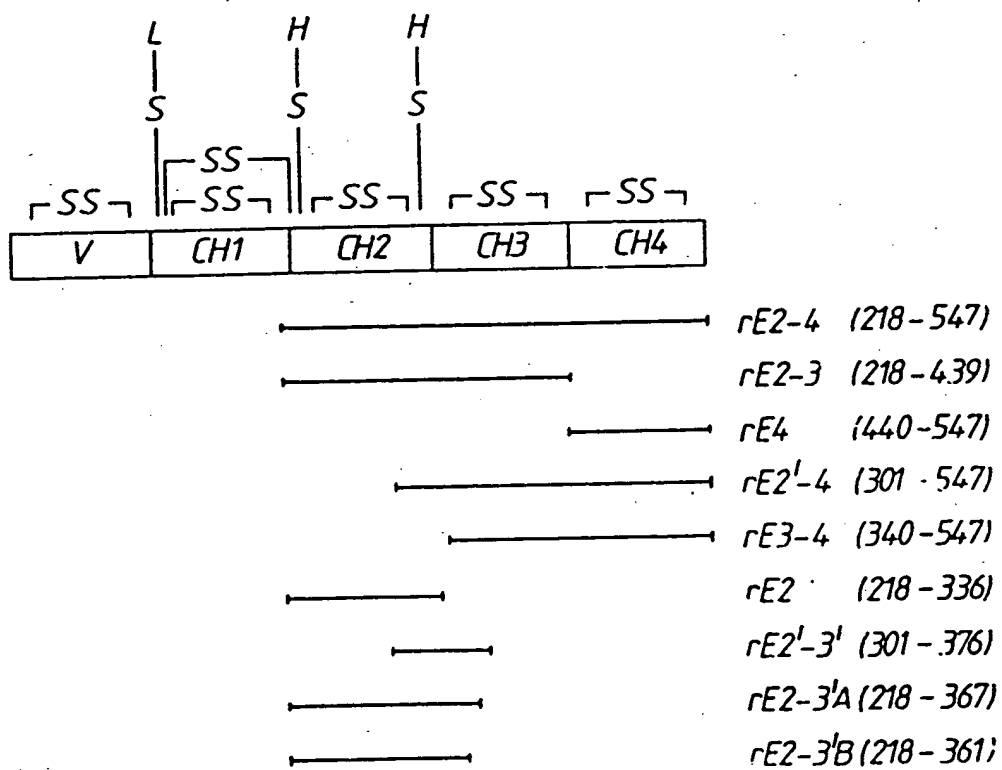 L H H
S S S
SS
SS SS SS SS SS
V CH1 CH2 CH3 CH4
rE2-4 (218-547)
rE2-3 (218-439)
rE4 (440-547)
rE2'-4 (301 - 547)
rE3-4 (340-547)
rE2 (218-336)
rE2'-3' (301-376)
rE2-3'A (218-367)
rE2-3'B (218-361)